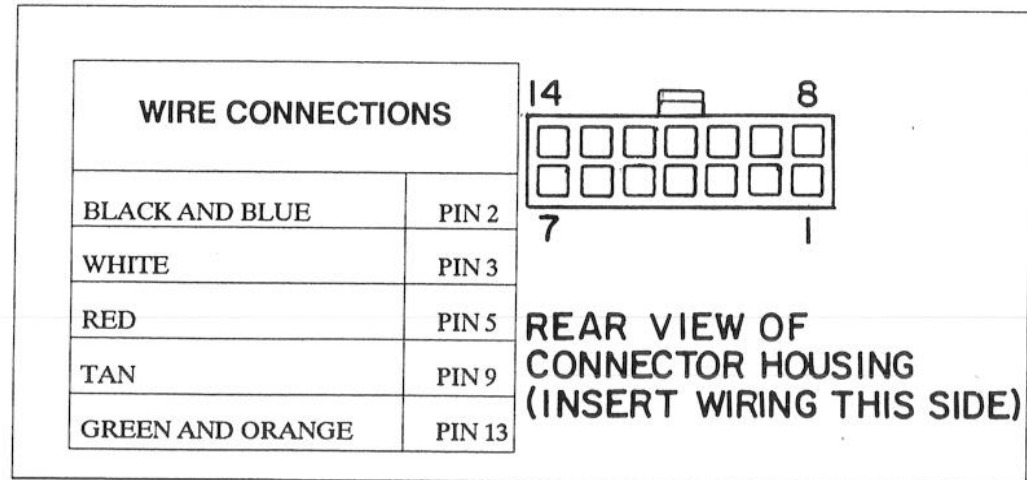 WIRE CONNECTIONS
BLACK AND BLUE PIN 2
WHITE PIN 3
RED PIN 5
TAN PIN 9
GREEN AND ORANGE PIN 13
14 8
7 1
REAR VIEW OF
CONNECTOR HOUSING
(INSERT WIRING THIS SIDE)